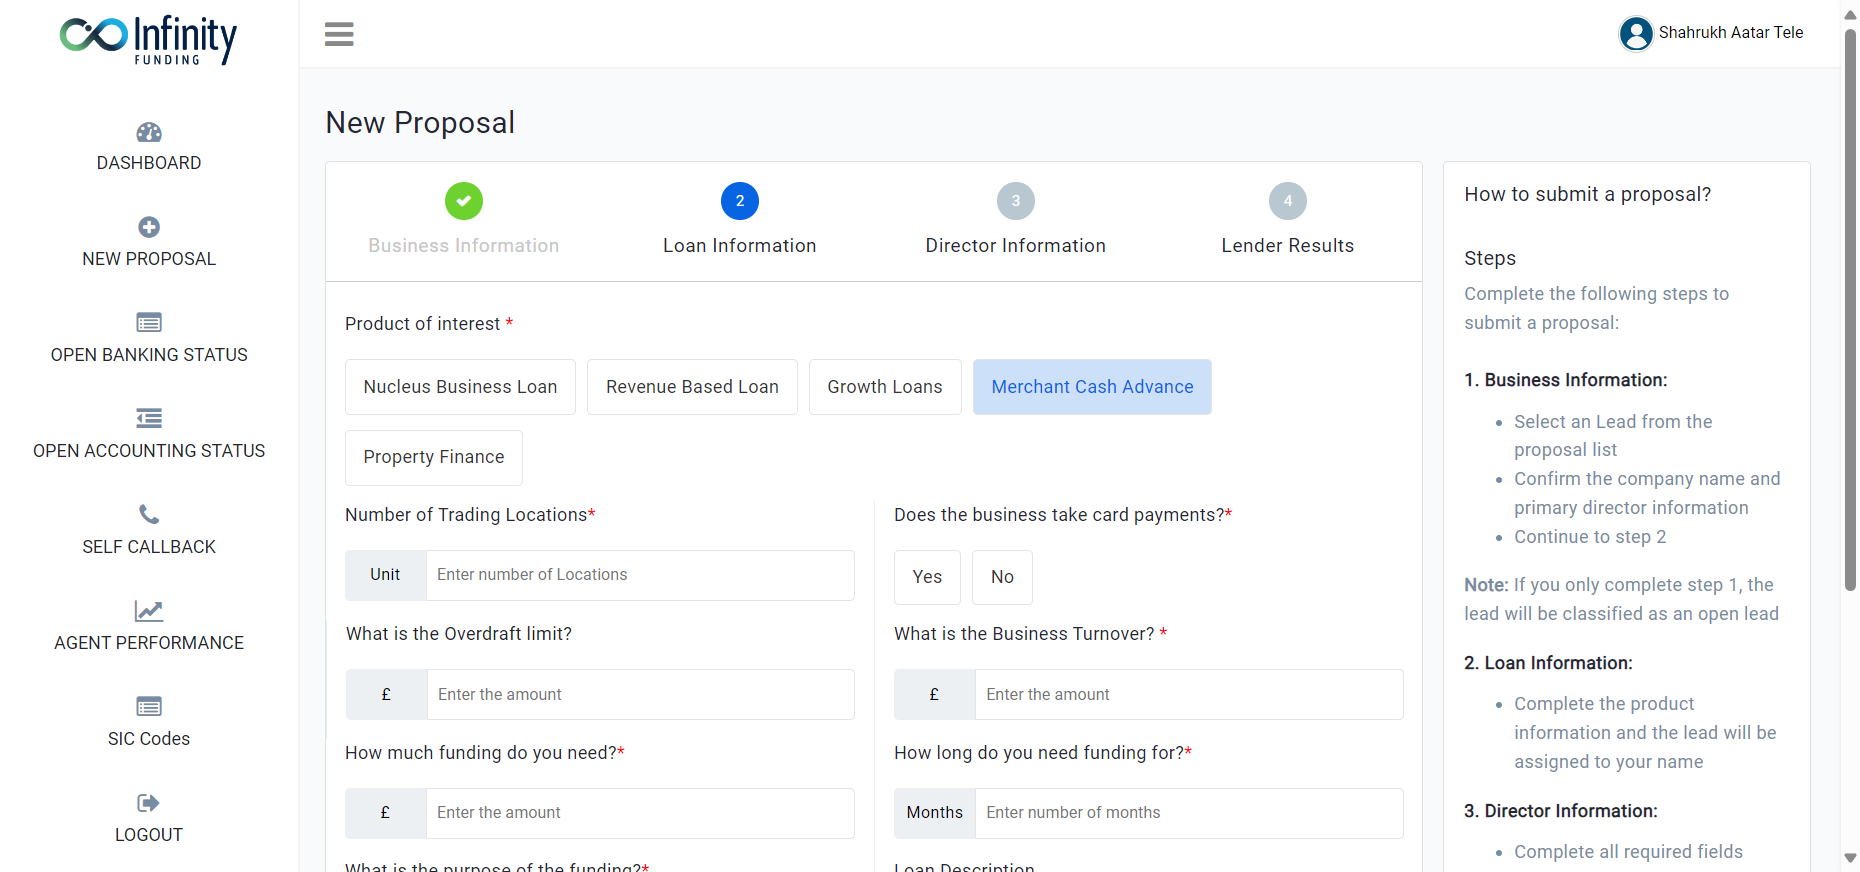 Infinity
FUNDING
Shahrukh Aatar Tele
DASHBOARD
NEW PROPOSAL
OPEN BANKING STATUS
OPEN ACCOUNTING STATUS
SELF CALLBACK
AGENT PERFORMANCE
SIC Codes
LOGOUT
New Proposal
2
3
4
Business Information
Loan Information
Director Information
Lender Results
Product of interest *
Nucleus Business Loan
Revenue Based Loan
Growth Loans
Merchant Cash Advance
Property Finance
Number of Trading Locations*
Unit
Enter number of Locations
Does the business take card payments?*
Yes
No
What is the Overdraft limit?
£
Enter the amount
What is the Business Turnover? *
£
Enter the amount
How much funding do you need?*
£
Enter the amount
How long do you need funding for?*
Months
Enter number of months
What is the purpose of the funding?*
Loan Description
How to submit a proposal?
Steps
Complete the following steps to
submit a proposal:
1. Business Information:
Select an Lead from the
proposal list
Confirm the company name and
primary director information
Continue to step 2
Note: If you only complete step 1, the
lead will be classified as an open lead
2. Loan Information:
Complete the product
information and the lead will be
assigned to your name
3. Director Information:
Complete all required fields